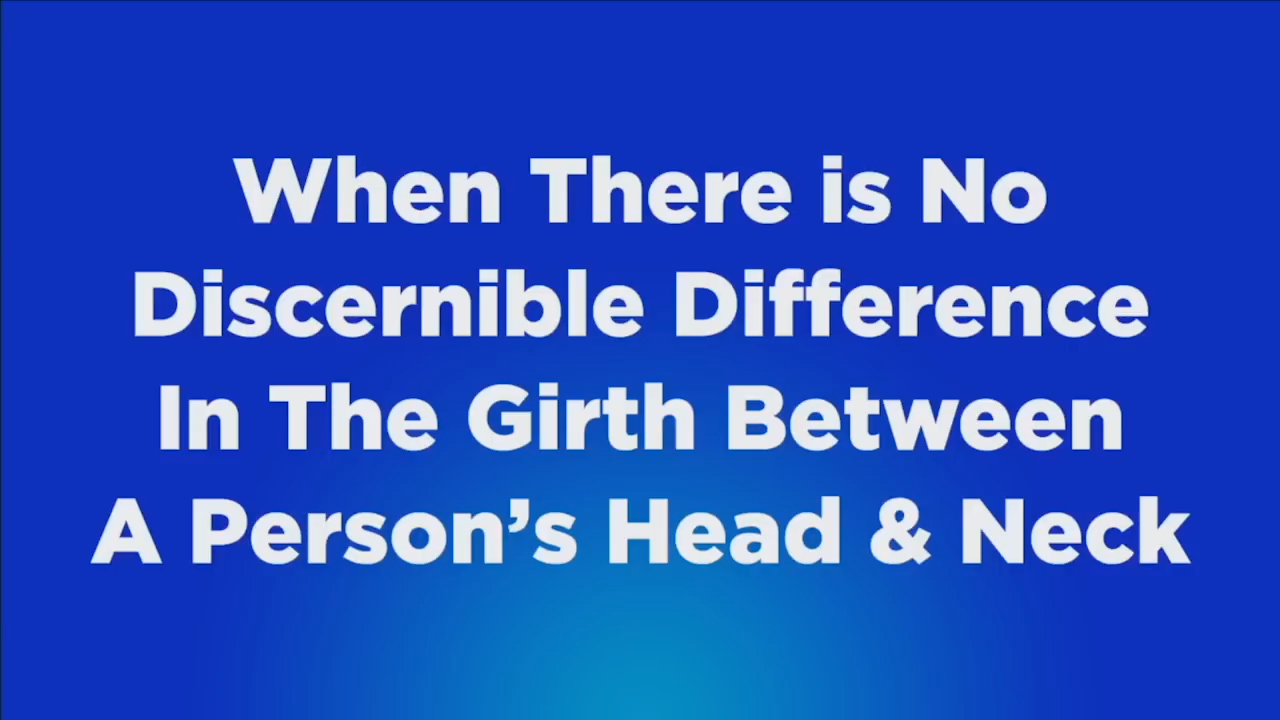 When There is No
Discernible Difference
In The Girth Between
A Person’s Head & Neck